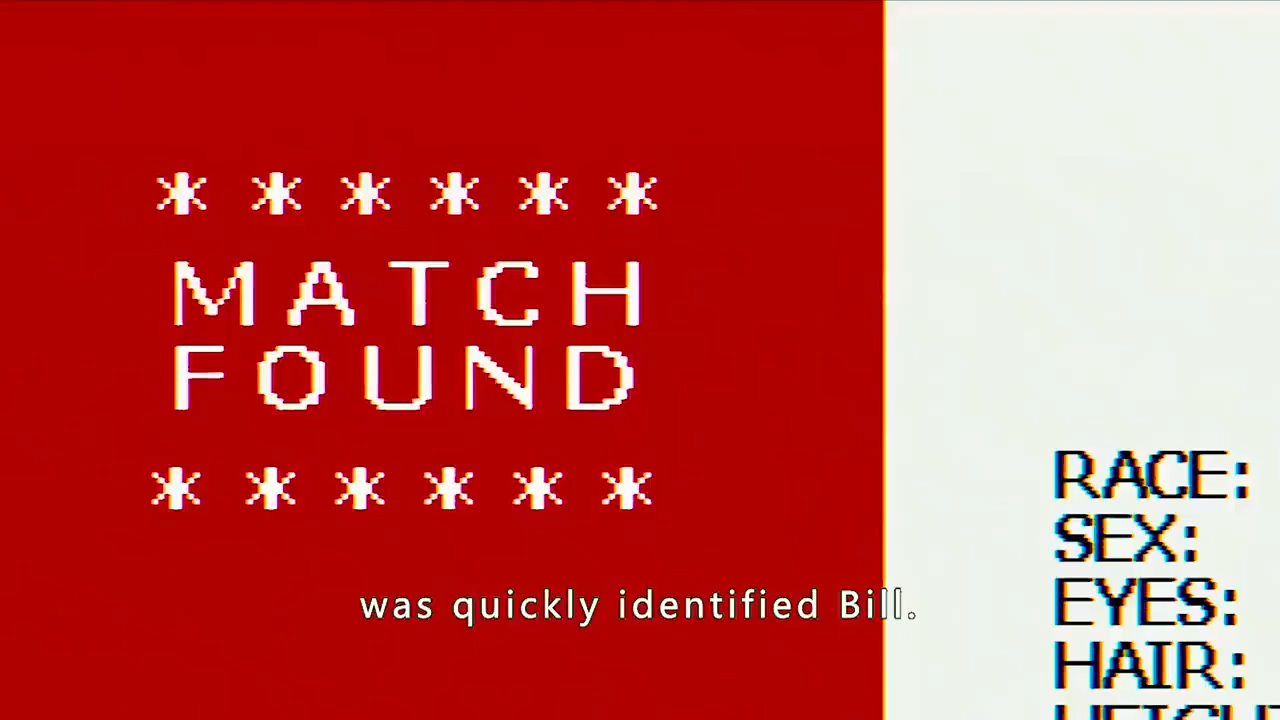 * * * * * *
MATCH
FOUND
* * * * * *
was quickly identified Bill.
RACE:
SEX:
EYES:
HAIR: